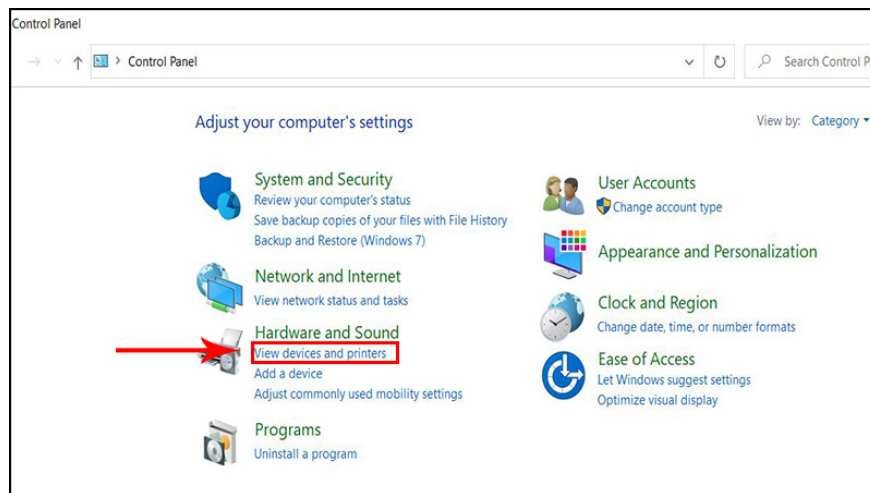 Control Panel
Control Panel
Search Control P
Adjust your computer's settings
View by: Category
System and Security
Review your computer's status
Save backup copies of your files with File History
Backup and Restore (Windows 7)
Network and Internet
View network status and tasks
Hardware and Sound
View devices and printers
Add a device
Adjust commonly used mobility settings
Programs
Uninstall a program
User Accounts
Change account type
Appearance and Personalization
Clock and Region
Change date, time, or number formats
Ease of Access
Let Windows suggest settings
Optimize visual display